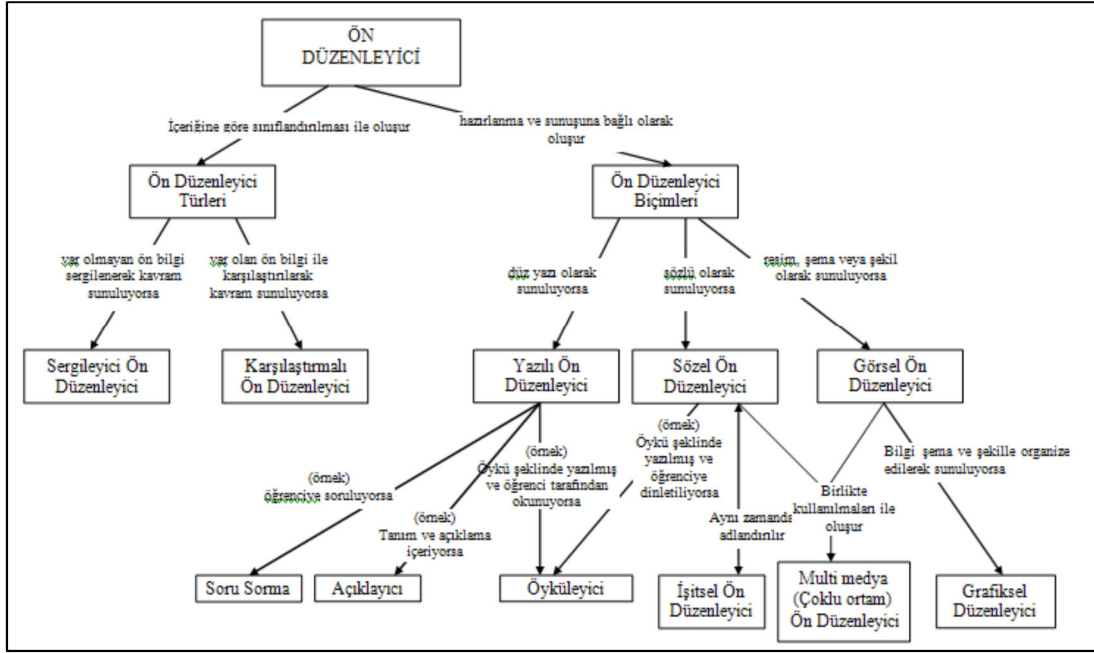 ÖN
DÜZENLEYİCİ
İçeriğine göre sınıflandırılması ile oluşur
hazırlanma ve sunuşuna bağlı olarak
oluşur
Ön Düzenleyici
Türleri
Ön Düzenleyici
Biçimleri
var olmayan ön bilgi
sergilenerek kavram
sunuluyorsa
var olan ön bilgi ile
karşılaştırılarak
kavram sunuluyorsa
düz yazı olarak
sunuluyorsa
sözlü olarak
sunuluyorsa
resim, şema veya şekil
olarak sunuluyorsa
Sergileyici Ön
Düzenleyici
Karşılaştırmalı
Ön Düzenleyici
Yazılı Ön
Düzenleyici
Sözel Ön
Düzenleyici
Görsel Ön
Düzenleyici
(örnek)
öğrenciye soruluyorsa
(örnek)
Tanım ve açıklama
içeriyorsa
(örnek)
Öykü şeklinde yazılmış
ve öğrenci tarafından
okunuyorsa
(örnek)
Öykü şeklinde
yazılmış ve
öğrenciye
dinletiliyorsa
Aynı zamanda
adlandırılır
Birlikte
kullanılmaları ile
oluşur
Bilgi şema ve şekille organize
edilerek sunuluyorsa
Soru Sorma
Açıklayıcı
Öyküleyici
İşitsel Ön
Düzenleyici
Multi medya
(Çoklu ortam)
Ön Düzenleyici
Grafiksel
Düzenleyici